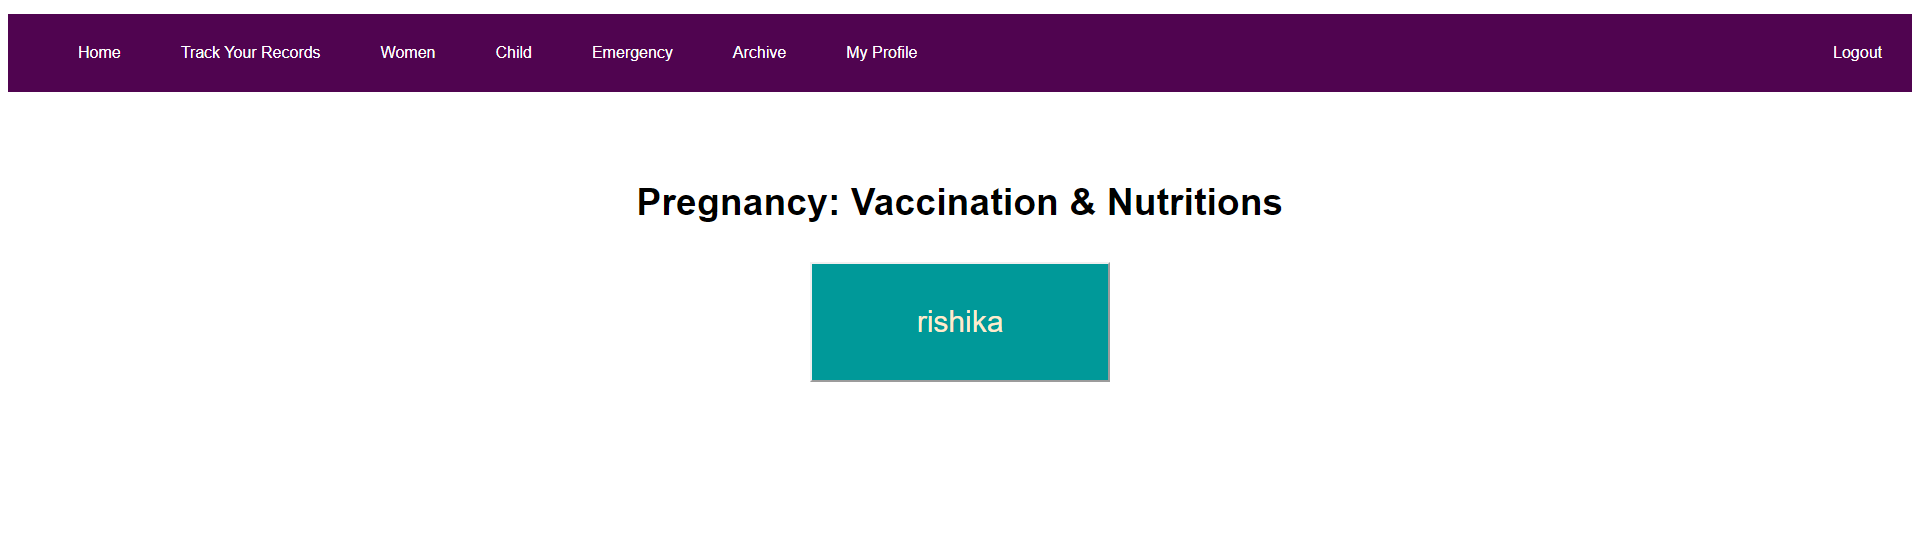 Home Track Your Records Women Child Emergency Archive My Profile Logout
Pregnancy: Vaccination & Nutritions
rishika